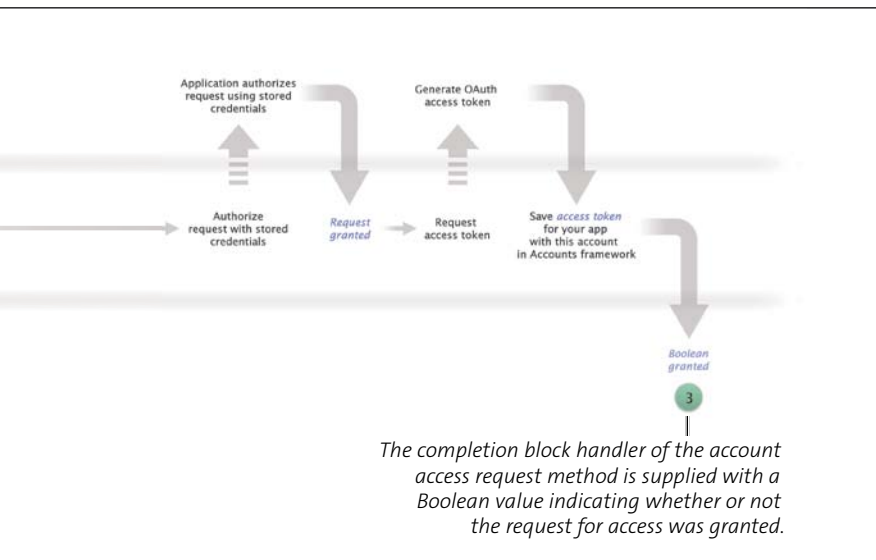 Application authorizes
request using stored
credentials
Generate OAuth
access token
Authorize
request with stored
credentials
Request
granted
Request
access token
Save access token
for your app
with this account
in Accounts framework
Boolean
granted
3
The completion block handler of the account
access request method is supplied with a
Boolean value indicating whether or not
the request for access was granted.